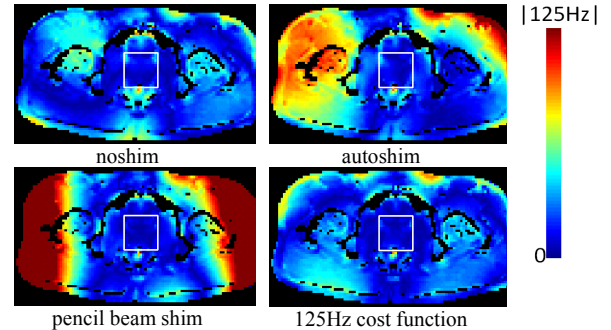 |125Hz|
noshim
autoshim
0
pencil beam shim
125Hz cost function